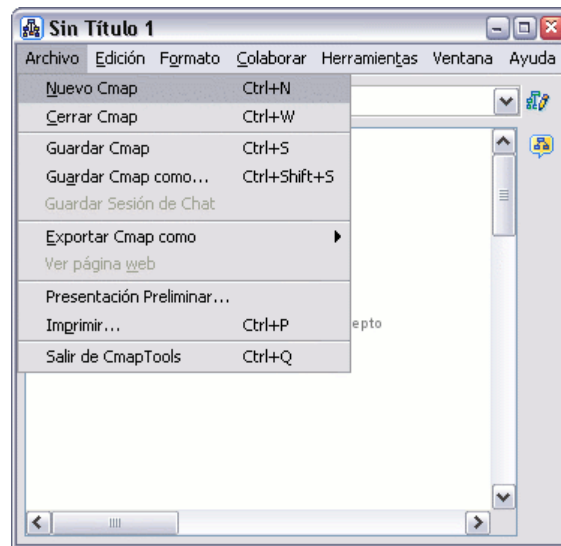 Sin Título 1
Archivo Edición Formato Colaborar Herramientas Ventana Ayuda
Nuevo Cmap Ctrl+N
Cerrar Cmap Ctrl+W
Guardar Cmap Ctrl+S
Guardar Cmap como... Ctrl+Shift+S
Guardar Sesión de Chat
Exportar Cmap como
Ver página web
Presentación Preliminar...
Imprimir... Ctrl+P
epto
Salir de CmapTools Ctrl+Q